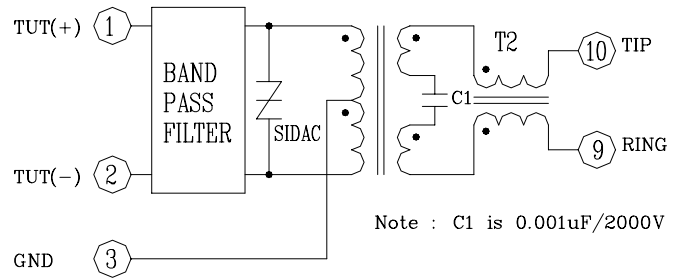 TUT(+) 1
T2
10 TIP
BAND
PASS
FILTER
C1
SIDAC
9 RING
TUT(-) 2
Note : C1 is 0.001uF/2000V
GND 3